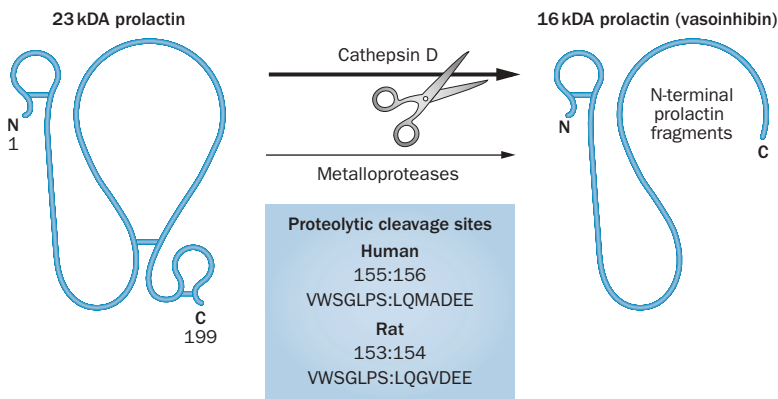 23 kDA prolactin
N
1
C
199
Cathepsin D
Metalloproteases
Proteolytic cleavage sites
Human
155:156
VWSGLPS:LQMADEE
Rat
153:154
VWSGLPS:LQGVDEE
16 kDA prolactin (vasoinhibin)
N-terminal
prolactin
fragments
N
C